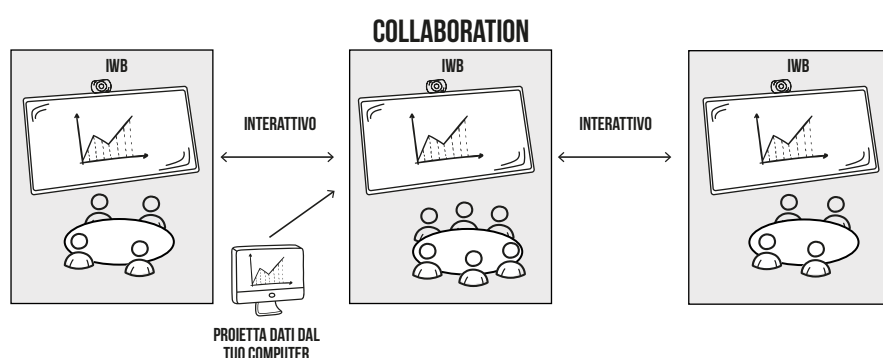 COLLABORATION
IWB
IWB
IWB
INTERATTIVO
INTERATTIVO
PROIETTA DATI DAL
TUO COMPUTER